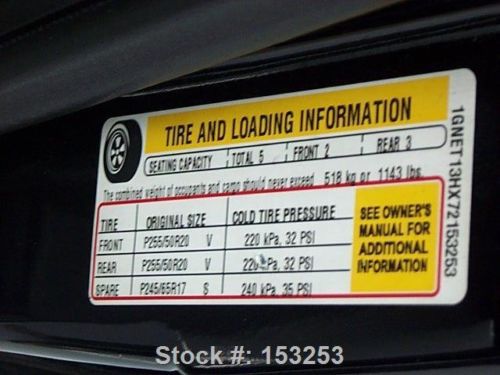 TIRE AND LOADING INFORMATION
SEATING CAPACITY TOTAL 5 FRONT 2 REAR 3
The combined weight of occupants and cargo should never exceed 518 kg or 1143 lbs.
TIRE ORIGINAL SIZE COLD TIRE PRESSURE
FRONT P255/50R20 V 220 kPa, 32 PSI
REAR P255/50R20 V 220 kPa, 32 PSI
SPARE P245/65R17 S 240 kPa, 35 PSI
SEE OWNER'S
MANUAL FOR
ADDITIONAL
INFORMATION
1GNET13HX72153253
Stock #: 153253